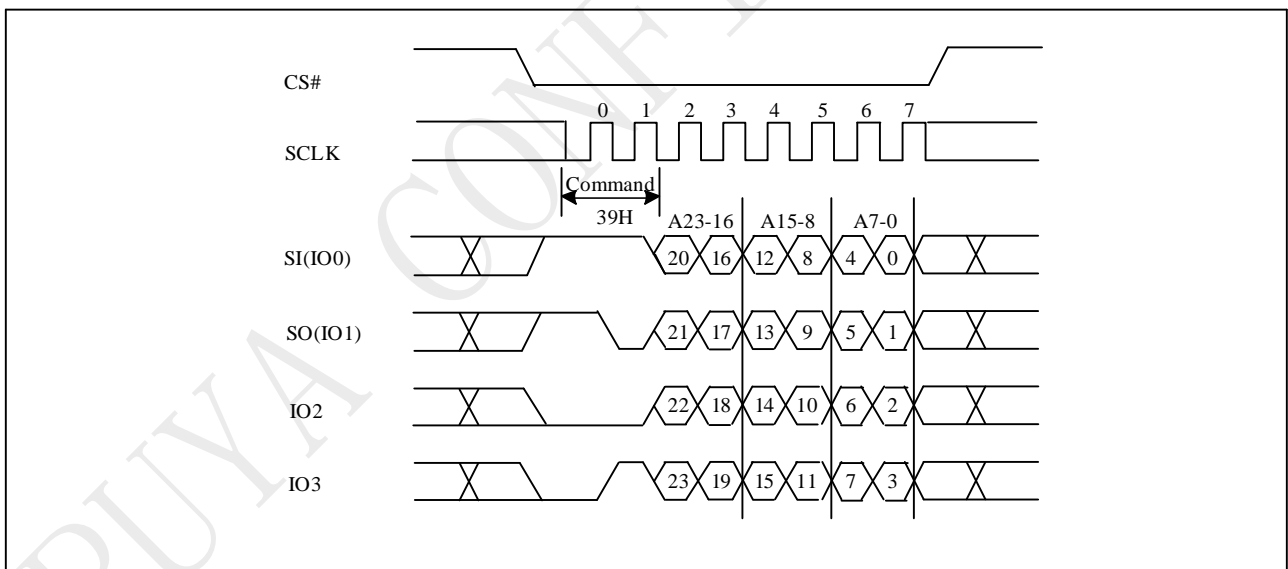 PUYA CONF
CS#
0 1 2 3 4 5 6 7
SCLK
Command
39H
A23-16 A15-8 A7-0
SI(IO0) 20 16 12 8 4 0
SO(IO1) 21 17 13 9 5 1
IO2 22 18 14 10 6 2
IO3 23 19 15 11 7 3